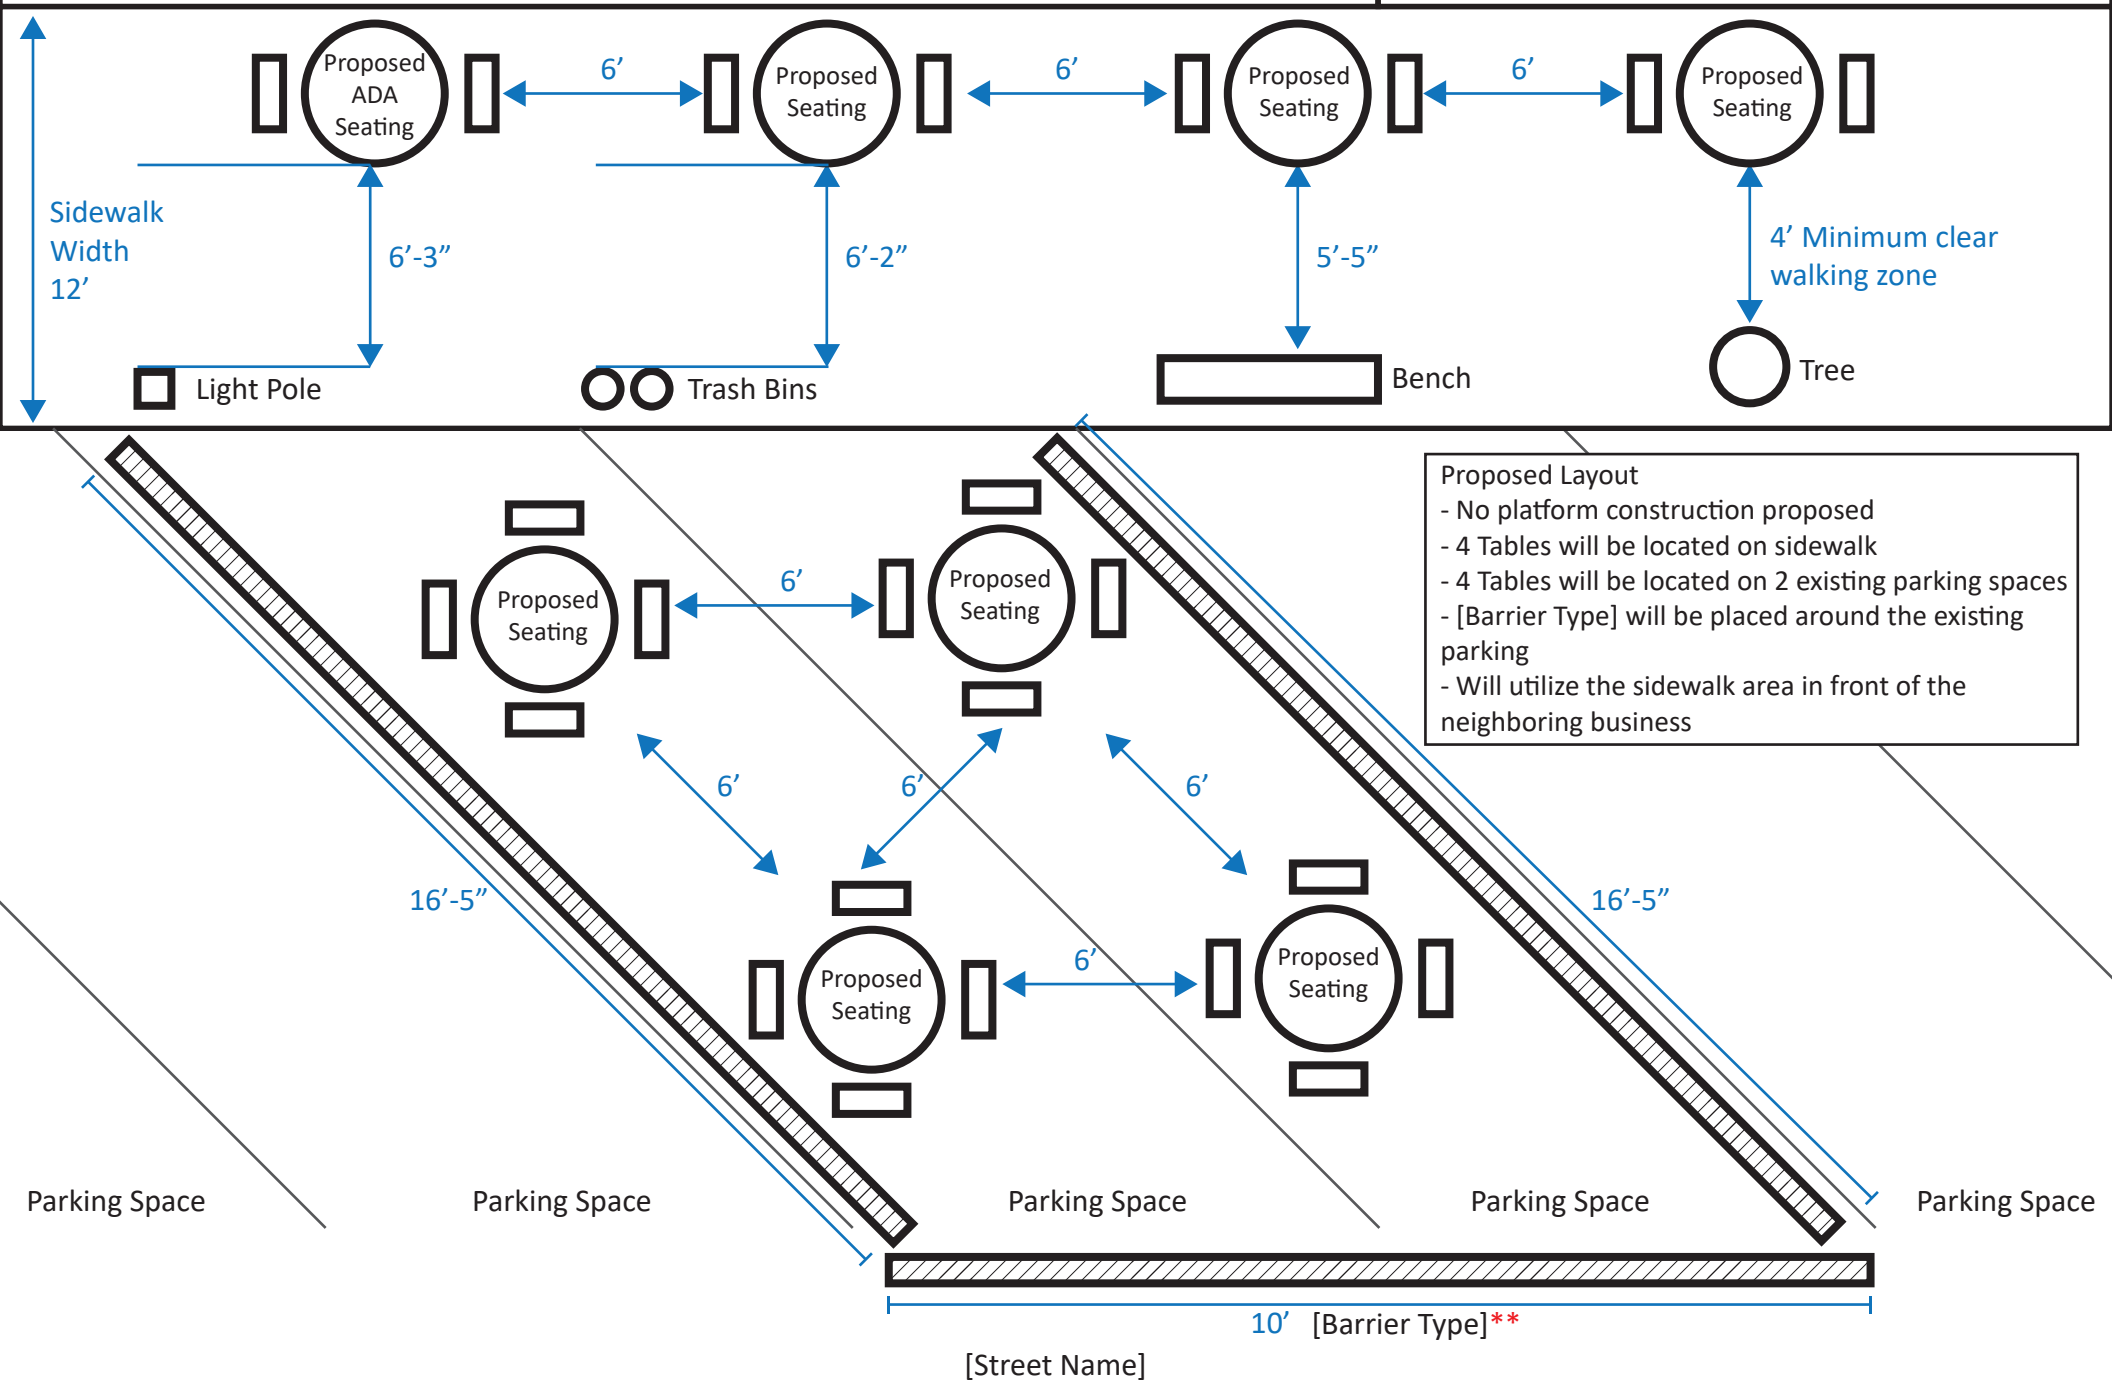 Proposed
ADA
Seating
6’
Proposed
Seating
6’
Proposed
Seating
6’
Proposed
Seating
Sidewalk
Width
12’
6’-3”
6’-2”
5’-5”
4’ Minimum clear
walking zone
Light Pole
Trash Bins
Bench
Tree
Proposed Layout
- No platform construction proposed
- 4 Tables will be located on sidewalk
- 4 Tables will be located on 2 existing parking spaces
- [Barrier Type] will be placed around the existing
parking
- Will utilize the sidewalk area in front of the
neighboring business
Proposed
Seating
6’
Proposed
Seating
6’
6’
6’
16’-5”
16’-5”
Proposed
Seating
6’
Proposed
Seating
Parking Space
Parking Space
Parking Space
Parking Space
Parking Space
10’ [Barrier Type]**
[Street Name]